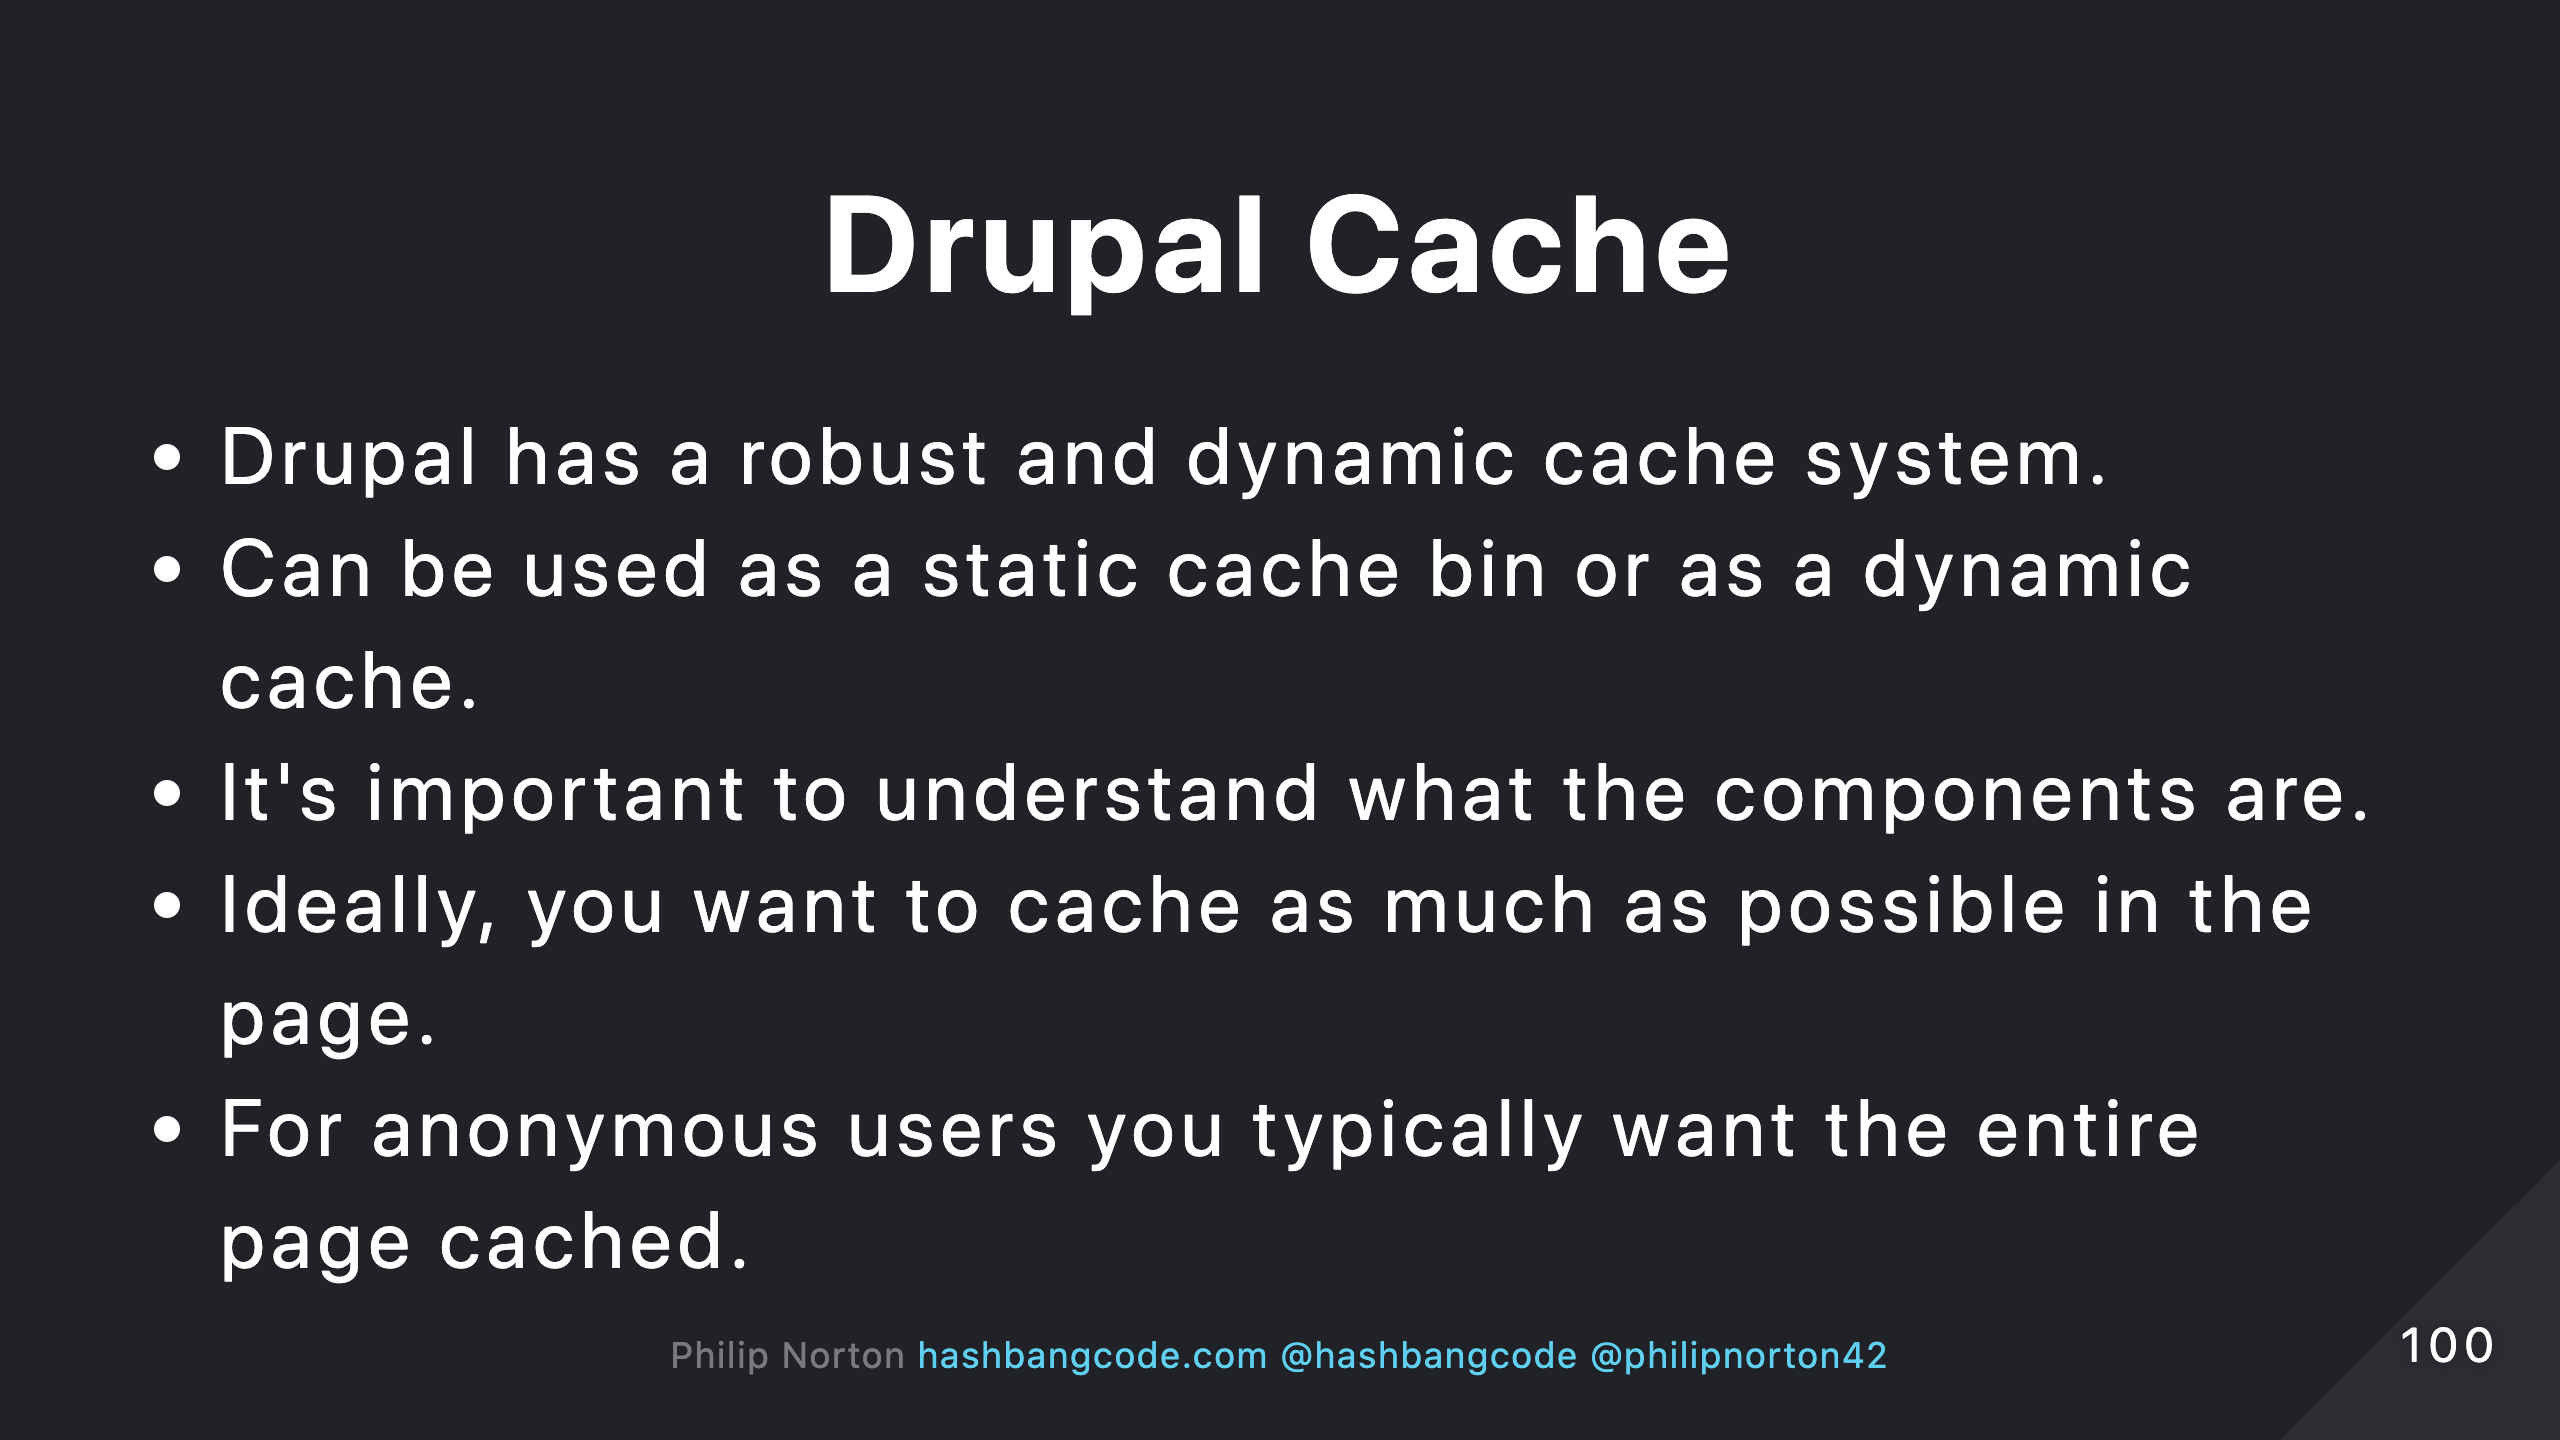 Drupal Cache
• Drupal has a robust and dynamic cache system.
• Can be used as a static cache bin or as a dynamic
cache.
• It's important to understand what the components are.
• Ideally, you want to cache as much as possible in the
page.
• For anonymous users you typically want the entire
page cached.
Philip Norton hashbangcode.com @hashbangcode @philipnorton42
100